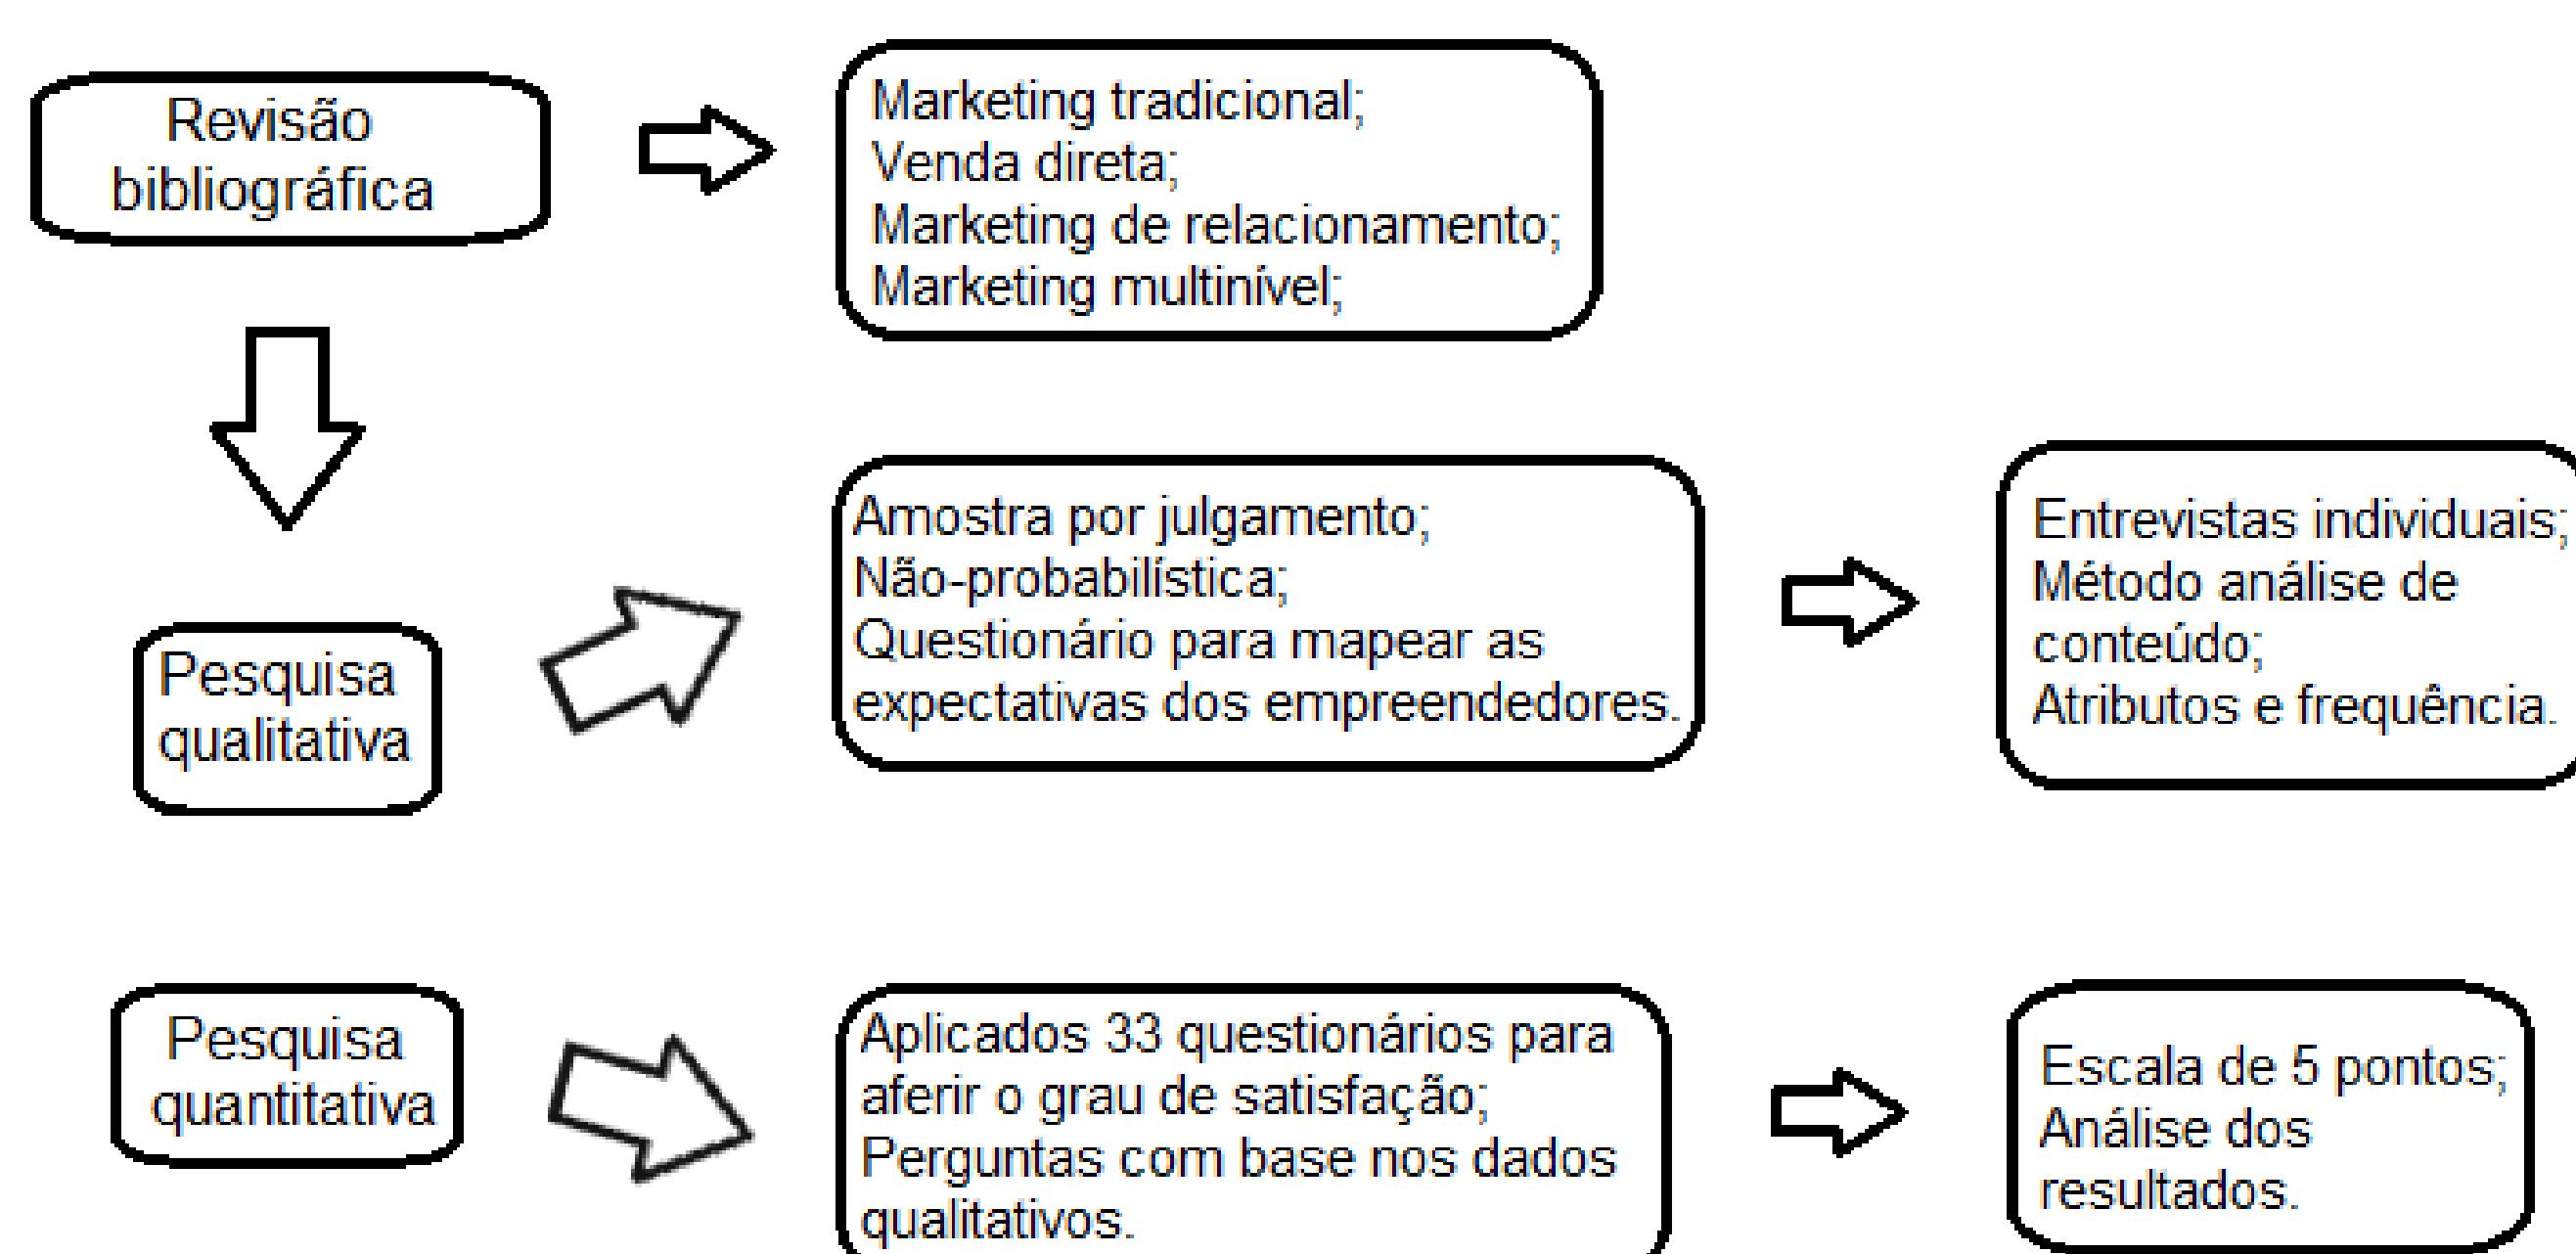 Revisão
bibliográfica
Marketing tradicional;
Venda direta;
Marketing de relacionamento;
Marketing multinível;
Pesquisa
qualitativa
Amostra por julgamento;
Não-probabilística;
Questionário para mapear as
expectativas dos empreendedores.
Entrevistas individuais;
Método análise de
conteúdo;
Atributos e frequência.
Pesquisa
quantitativa
Aplicados 33 questionários para
aferir o grau de satisfação;
Perguntas com base nos dados
qualitativos.
Escala de 5 pontos;
Análise dos
resultados.